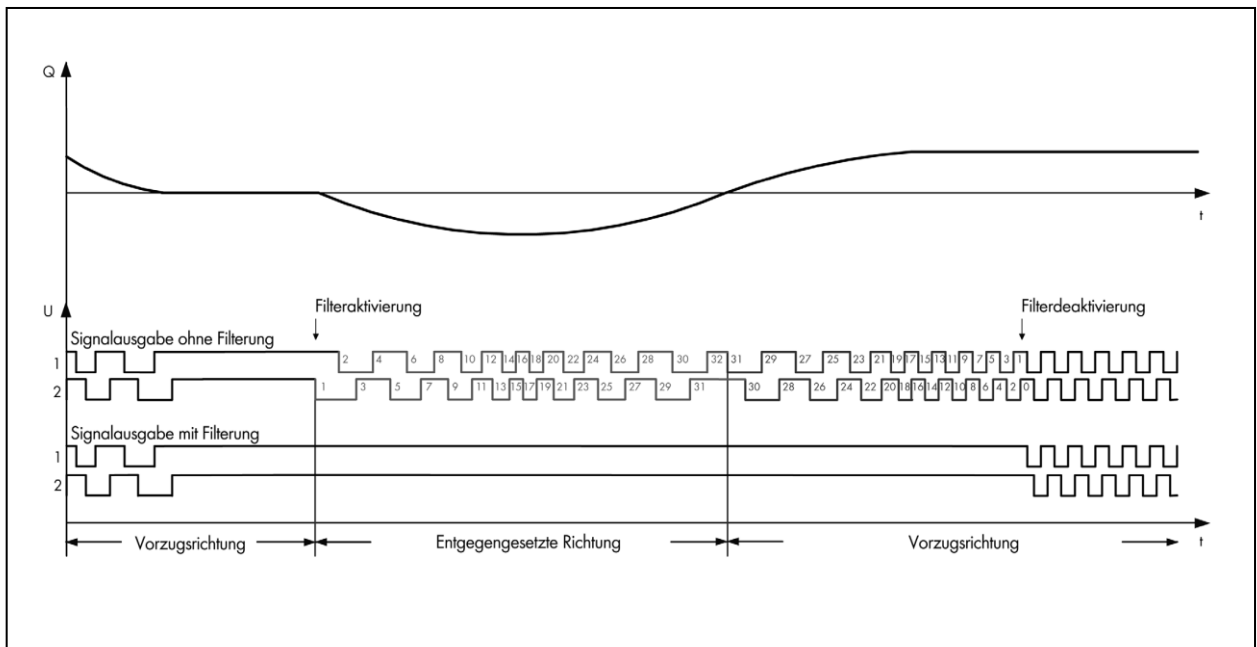 Q
t
U
Filteraktivierung
Filterdeaktivierung
Signalausgabe ohne Filterung
1
2 4 6 8 10 12 14 16 18 20 22 24 26 28 30 32 31 29 27 25 23 21 19 17 15 13 11 9 7 5 3 1
2
1 3 5 7 9 11 13 15 17 19 21 23 25 27 29 31 30 28 26 24 22 20 18 16 14 12 10 8 6 4 2 0
Signalausgabe mit Filterung
1
2
Vorzugsrichtung Entgegengesetzte Richtung Vorzugsrichtung t